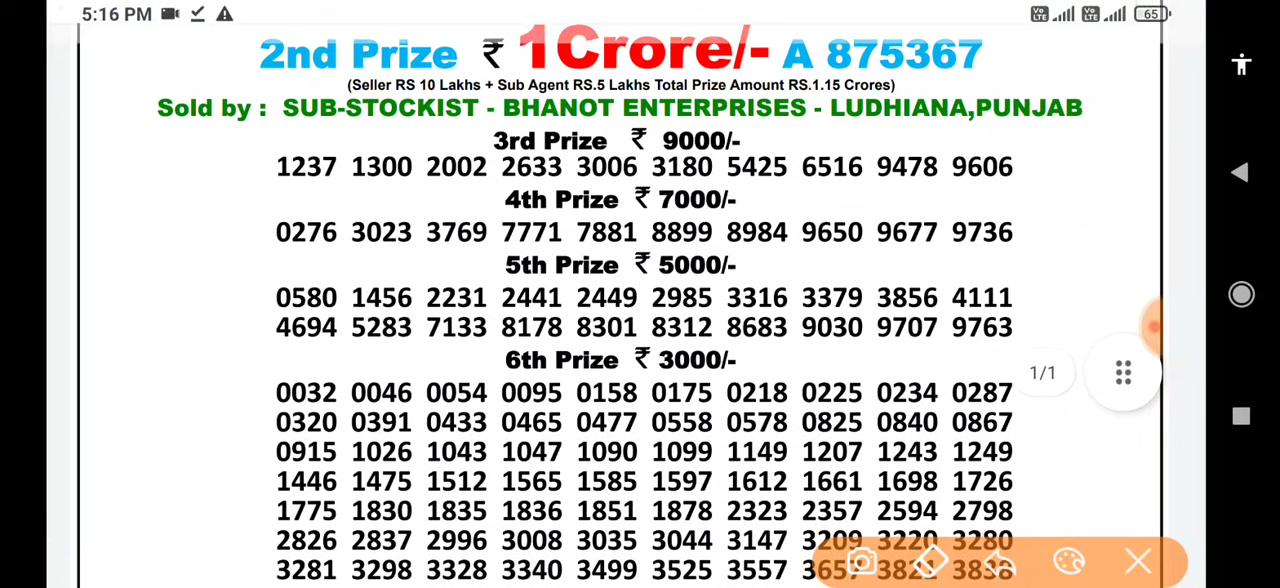 5:16 PM 65
2nd Prize ₹ 1Crore/- A 875367
(Seller RS 10 Lakhs + Sub Agent RS.5 Lakhs Total Prize Amount RS.1.15 Crores)
Sold by : SUB-STOCKIST - BHANOT ENTERPRISES - LUDHIANA,PUNJAB
3rd Prize ₹ 9000/-
1237 1300 2002 2633 3006 3180 5425 6516 9478 9606
4th Prize ₹ 7000/-
0276 3023 3769 7771 7881 8899 8984 9650 9677 9736
5th Prize ₹ 5000/-
0580 1456 2231 2441 2449 2985 3316 3379 3856 4111
4694 5283 7133 8178 8301 8312 8683 9030 9707 9763
6th Prize ₹ 3000/-
1/1
0032 0046 0054 0095 0158 0175 0218 0225 0234 0287
0320 0391 0433 0465 0477 0558 0578 0825 0840 0867
0915 1026 1043 1047 1090 1099 1149 1207 1243 1249
1446 1475 1512 1565 1585 1597 1612 1661 1698 1726
1775 1830 1835 1836 1851 1878 2323 2357 2594 2798
2826 2837 2996 3008 3035 3044 3147 3209 3220 3280
3281 3298 3328 3340 3499 3525 3557